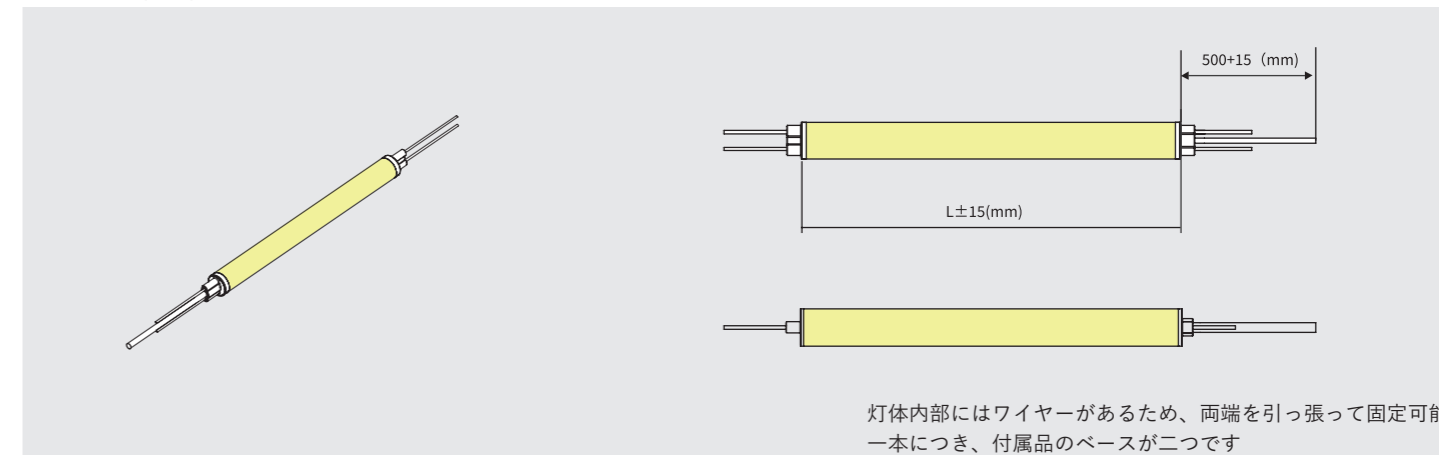 500+15（mm)
L±15(mm)
灯体内部にはワイヤーがあるため、両端を引っ張って固定可能
一本につき、付属品のベースが二つです